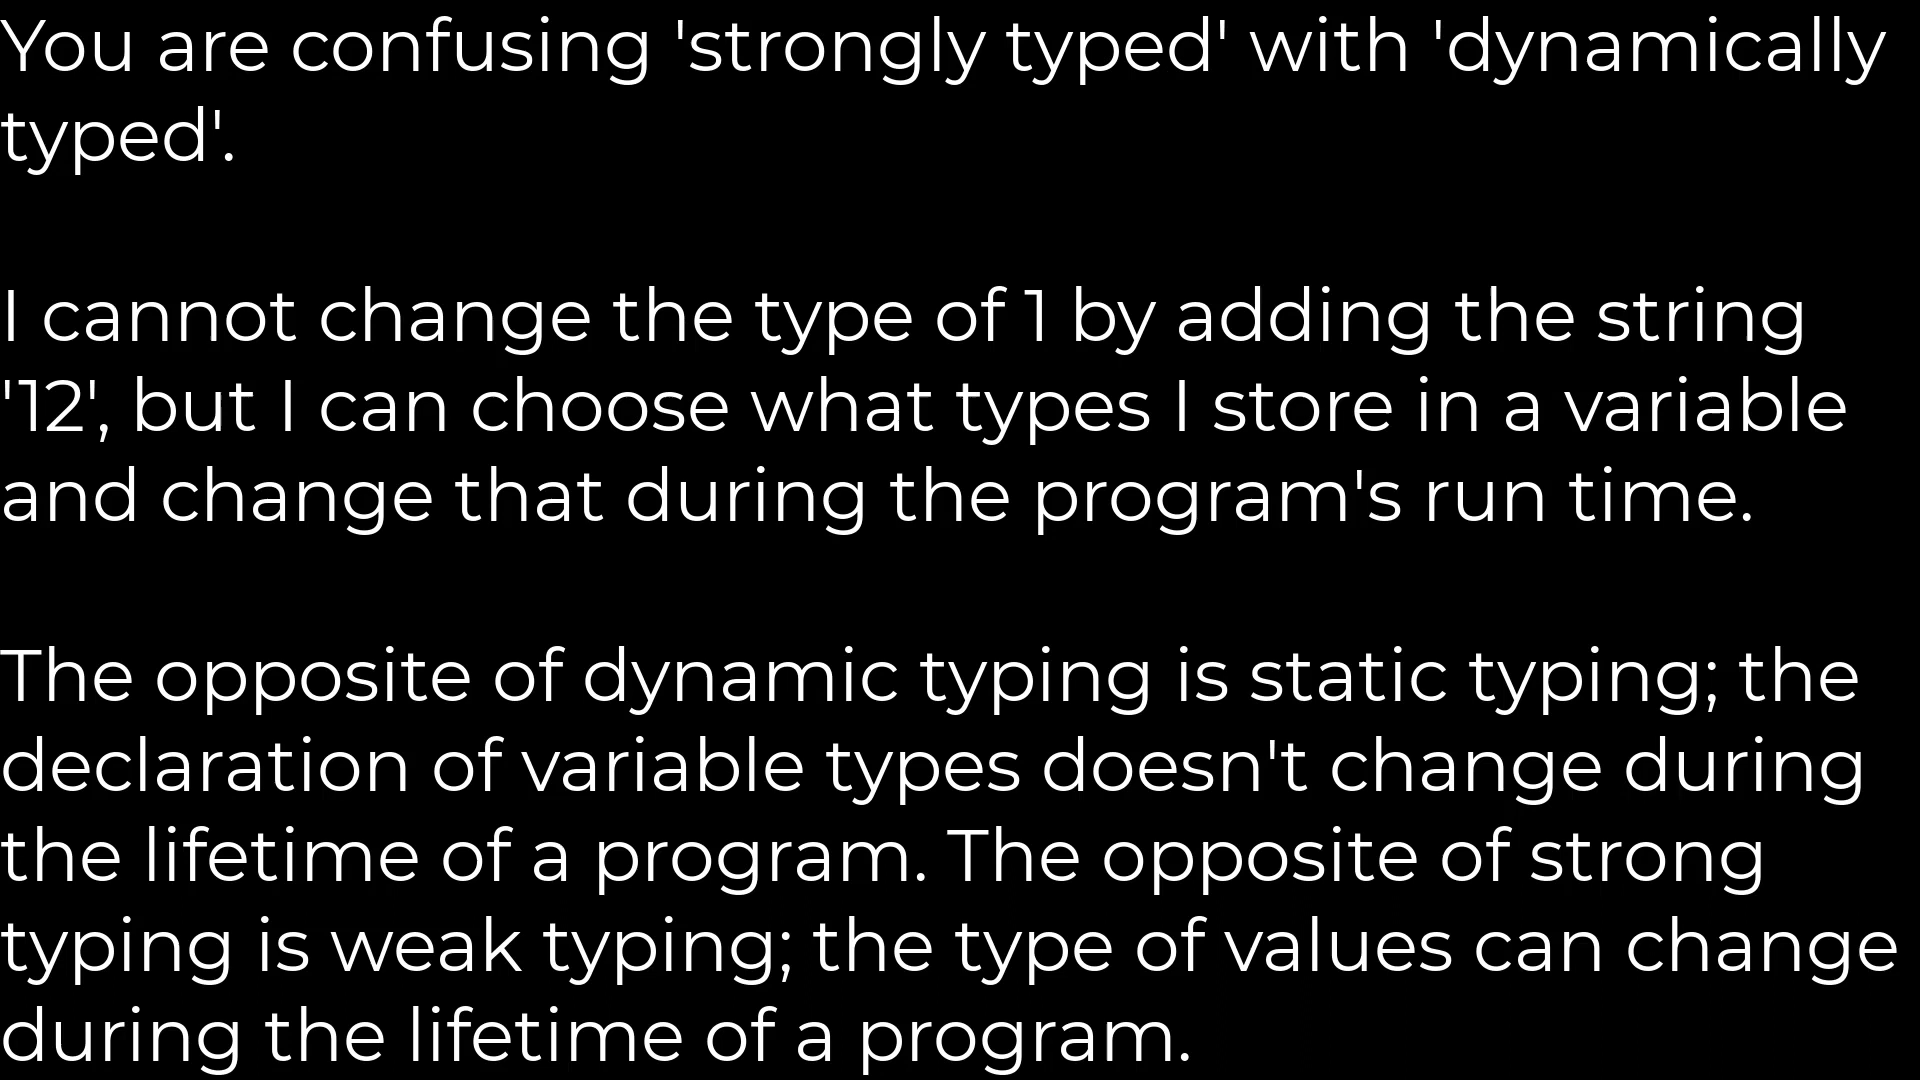 You are confusing 'strongly typed' with 'dynamically
typed'.
I cannot change the type of 1 by adding the string
'12', but I can choose what types I store in a variable
and change that during the program's run time.
The opposite of dynamic typing is static typing; the
declaration of variable types doesn't change during
the lifetime of a program. The opposite of strong
typing is weak typing; the type of values can change
during the lifetime of a program.